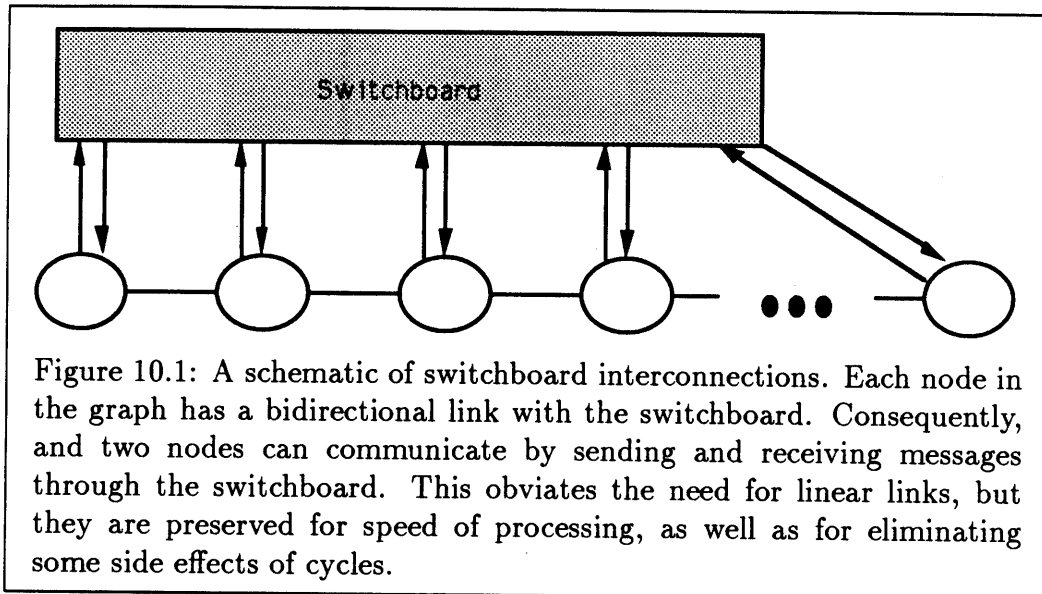 Switchboard
Figure 10.1: A schematic of switchboard interconnections. Each node in
the graph has a bidirectional link with the switchboard. Consequently,
and two nodes can communicate by sending and receiving messages
through the switchboard. This obviates the need for linear links, but
they are preserved for speed of processing, as well as for eliminating
some side effects of cycles.